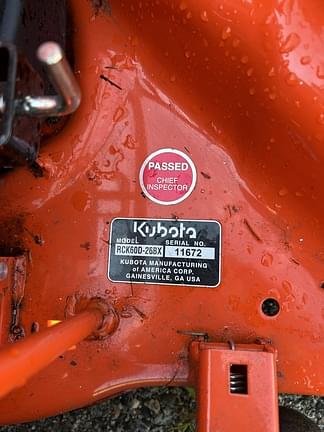 PASSED
CHIEF
INSPECTOR
Kubota
MODEL SERIAL NO.
RCK60D-26BX 11672
KUBOTA MANUFACTURING
of AMERICA CORP.
GAINESVILLE, GA USA